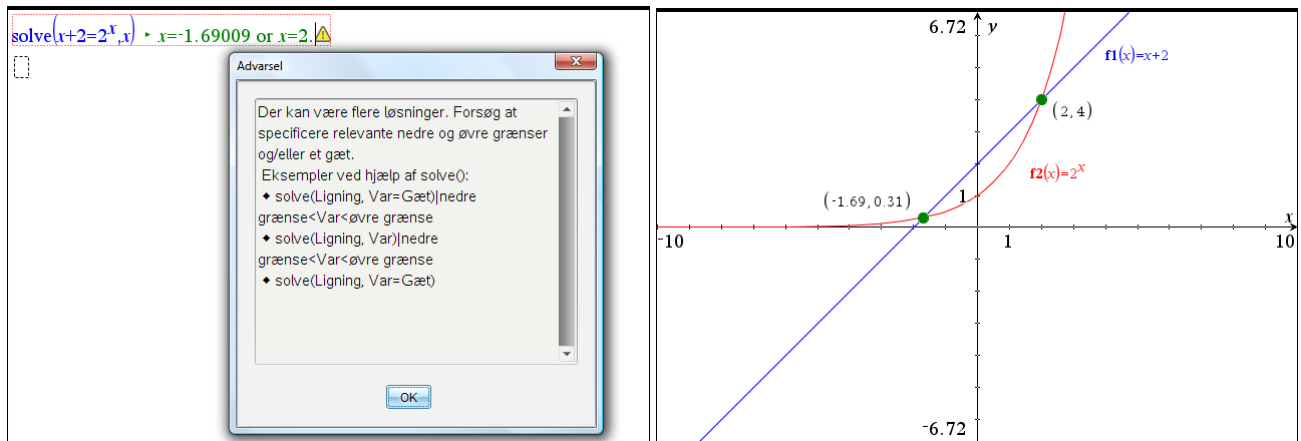 solve(x+2=2^x,x) ▸ x=-1.69009 or x=2.
Advarsel
Der kan være flere løsninger. Forsøg at
specificere relevante nedre og øvre grænser
og/eller et gæt.
Eksempler ved hjælp af solve():
◆ solve(Ligning, Var=Gæt)|nedre
grænse<Var<øvre grænse
◆ solve(Ligning, Var)|nedre
grænse<Var<øvre grænse
◆ solve(Ligning, Var=Gæt)
OK
6.72 y
f1(x)=x+2
(2,4)
f2(x)=2^x
(-1.69,0.31)
1
x
-10
1
10
-6.72